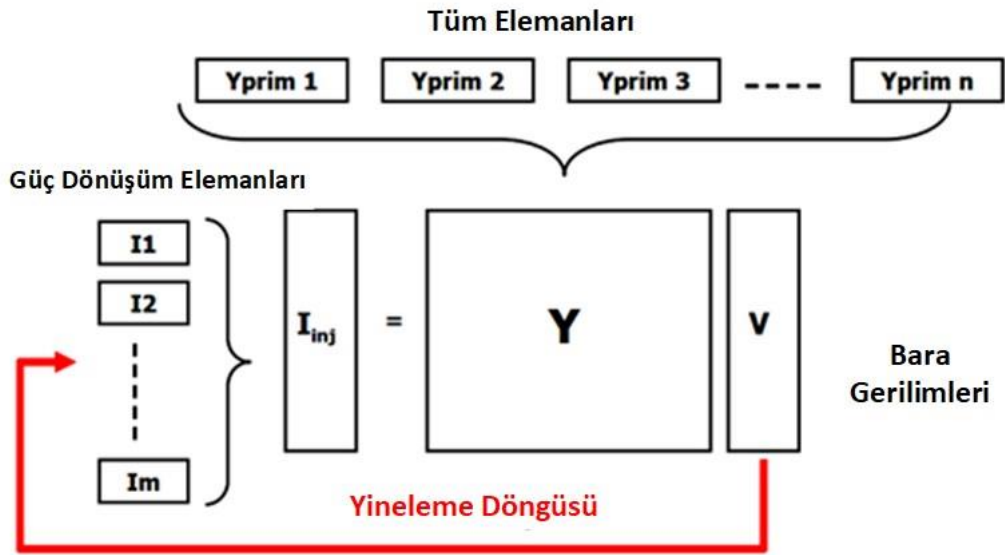 Tüm Elemanları
Yprim 1 Yprim 2 Yprim 3 ---- Yprim n
Güç Dönüşüm Elemanları
I1
I2
Im
Iinj = Y V
Bara
Gerilimleri
Yineleme Döngüsü